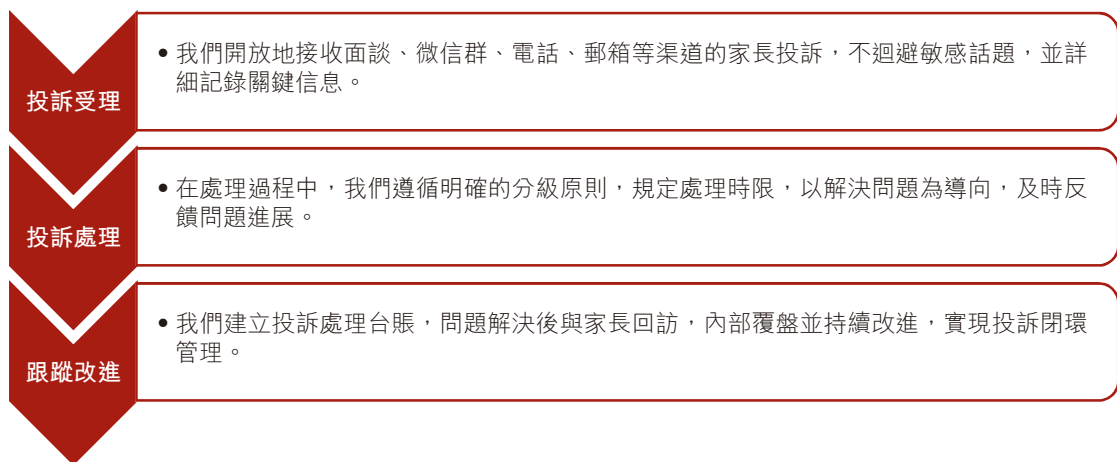 投訴受理
• 我們開放地接收面談、微信群、電話、郵箱等渠道的家長投訴，不迴避敏感話題，並詳
細記錄關鍵信息。
投訴處理
• 在處理過程中，我們遵循明確的分級原則，規定處理時限，以解決問題為導向，及時反
饋問題進展。
跟蹤改進
• 我們建立投訴處理台賬，問題解決後與家長回訪，內部覆盤並持續改進，實現投訴閉環
管理。